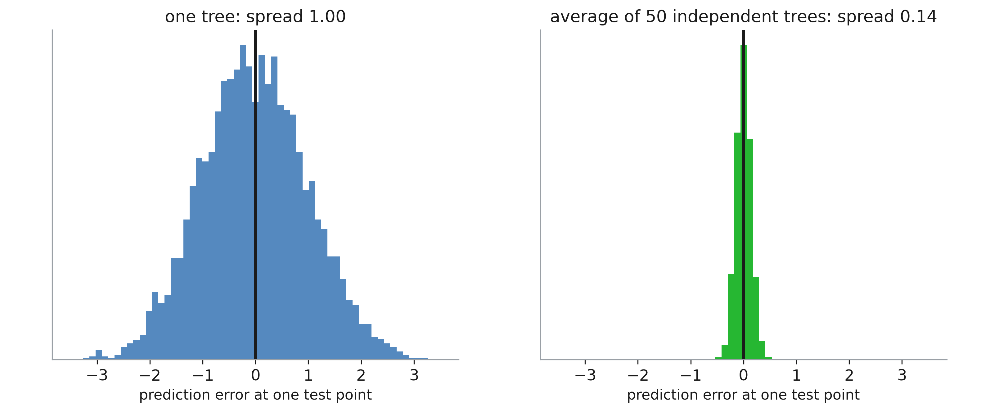 one tree: spread 1.00
−3 −2 −1 0 1 2 3
prediction error at one test point
average of 50 independent trees: spread 0.14
−3 −2 −1 0 1 2 3
prediction error at one test point